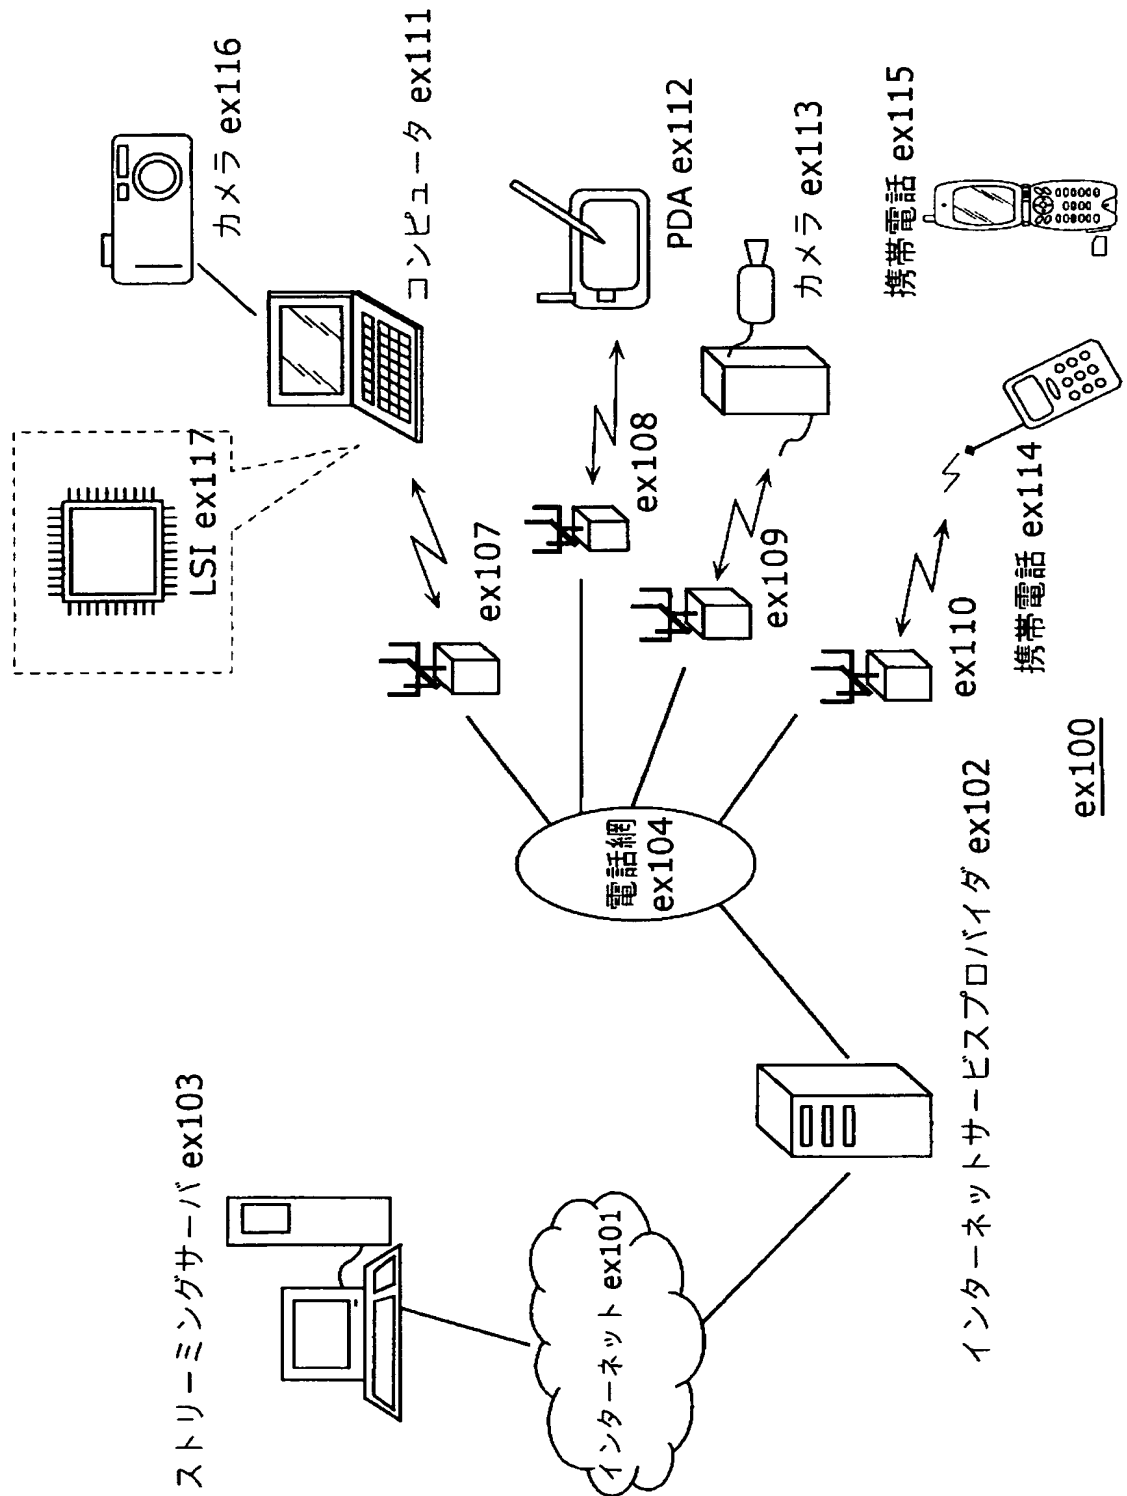 ストリーミングサーバ ex103
インターネット ex101
インターネットサービスプロバイダ ex102
電話網
ex104
LSI ex117
カメラ ex116
コンピュータ ex111
ex107
PDA ex112
ex108
カメラ ex113
ex109
携帯電話 ex115
ex110
携帯電話 ex114
ex100